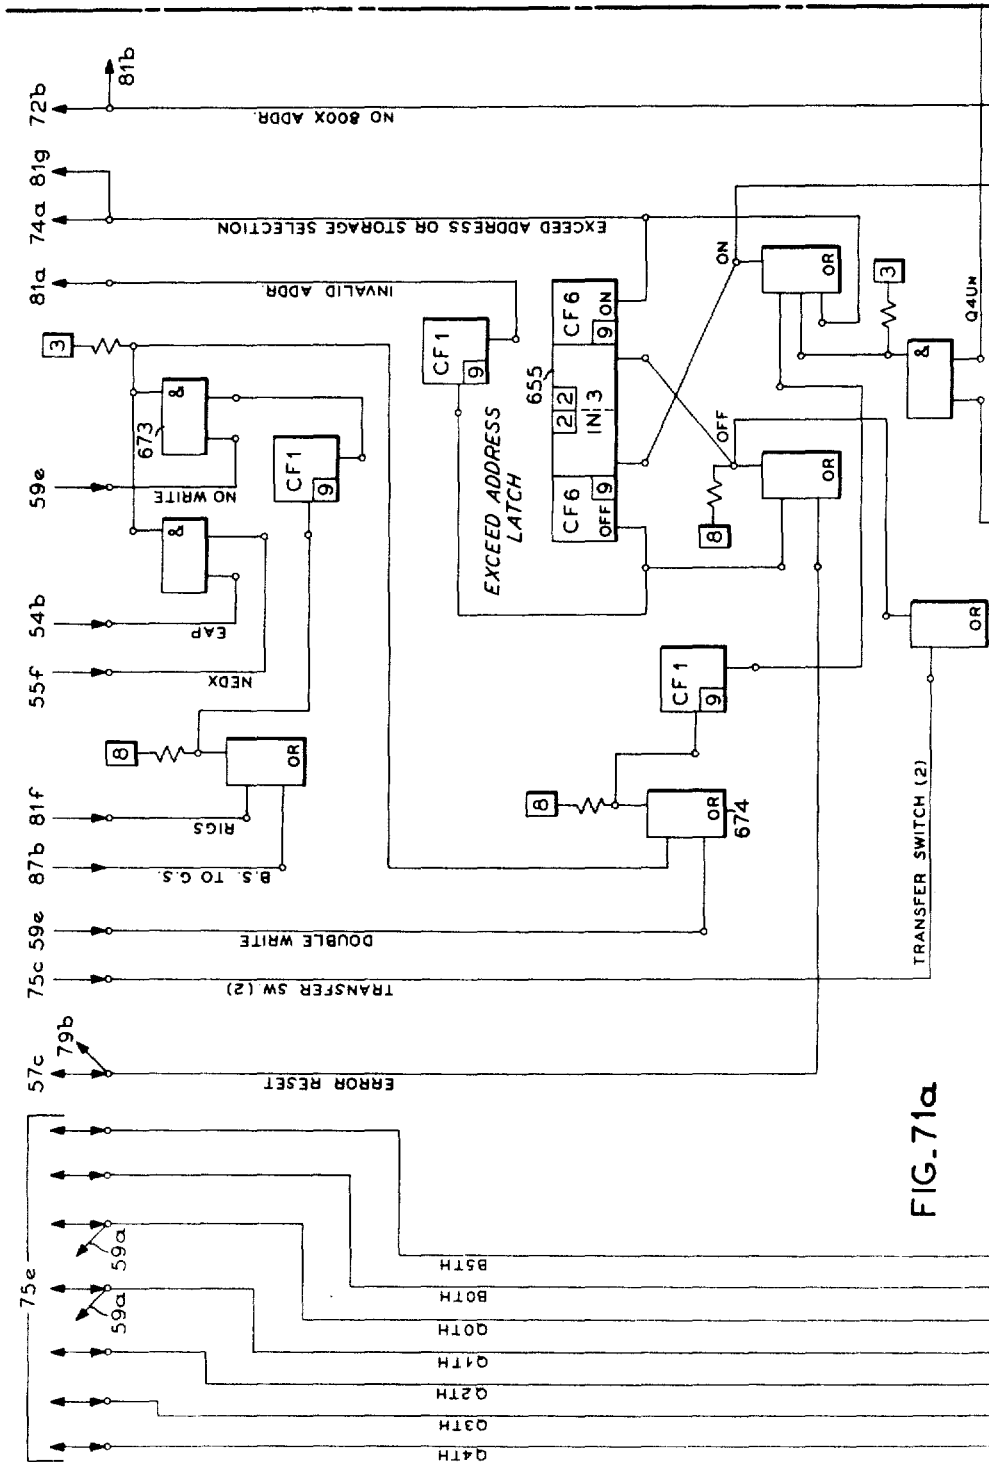 75e
57c
79b
75c
59e
87b
81f
55f
54b
59e
81a
74a
81g
72b
81b
59a
59a
Q4TH
Q3TH
Q2TH
Q1TH
Q0TH
B0TH
B5TH
ERROR RESET
TRANSFER SW. (2)
DOUBLE WRITE
B.S. TO G.S.
RIGS
NEDX
EAP
NO WRITE
INVALID ADDR.
EXCEED ADDRESS OR STORAGE SELECTION
NO 800X ADDR.
8
OR
&
673
&
3
CF1
9
CF1
9
EXCEED ADDRESS
LATCH
655
CF6
OFF 9
2 2
IN 3
CF6
9 ON
8
OR
674
CF1
9
8
OFF
OR
ON
OR
3
&
Q4UN
OR
TRANSFER SWITCH (2)
FIG. 71a